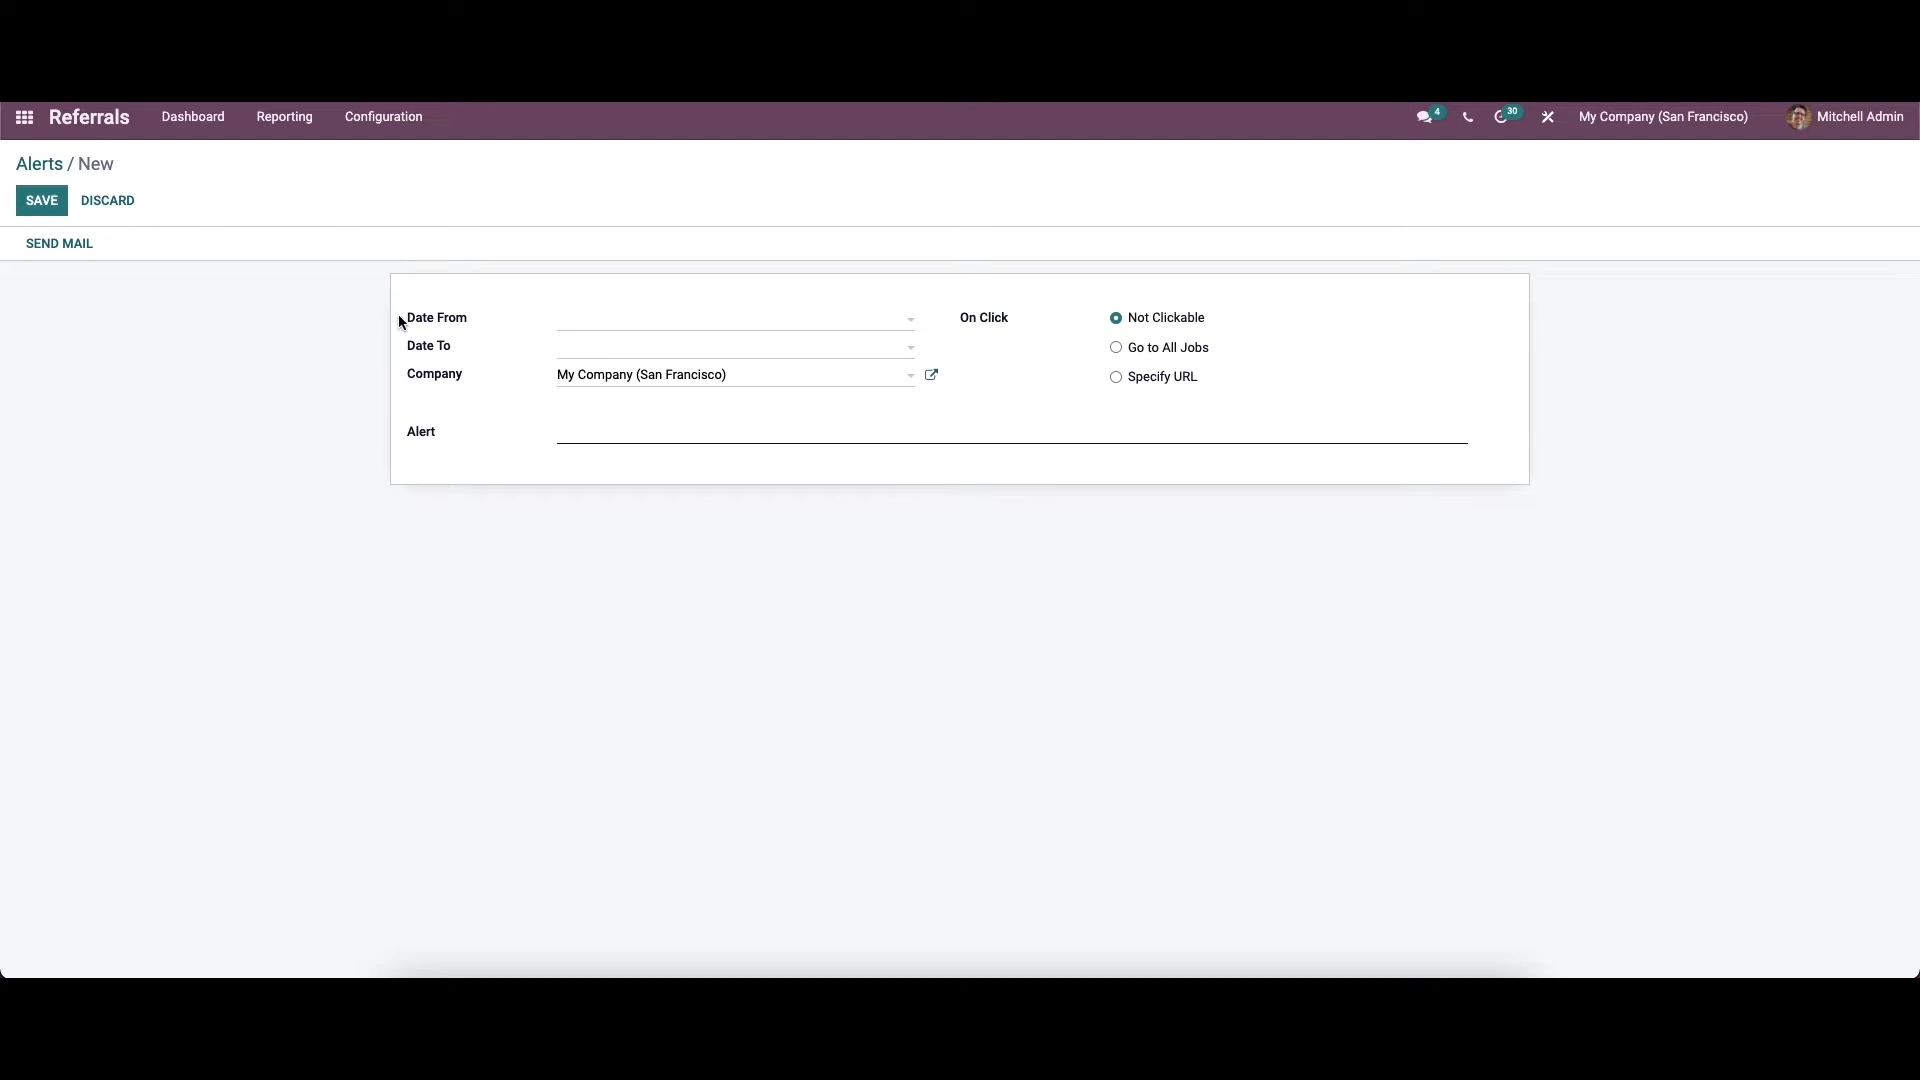 Referrals Dashboard Reporting Configuration 4 30 My Company (San Francisco) Mitchell Admin
Alerts / New
SAVE DISCARD
SEND MAIL
Date From On Click Not Clickable
Date To Go to All Jobs
Company My Company (San Francisco) Specify URL
Alert